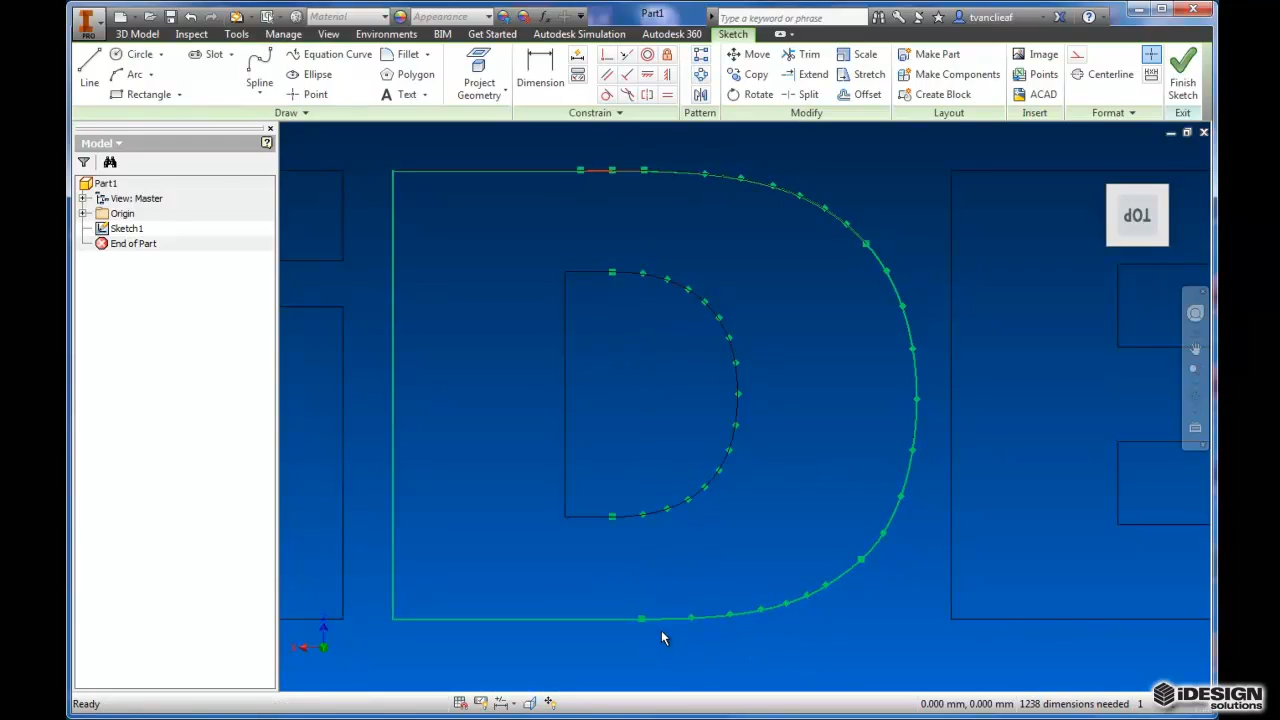 Part1
PRO
Material
Appearance
Type a keyword or phrase
tvanclieaf
3D Model Inspect Tools Manage View Environments BIM Get Started Autodesk Simulation Autodesk 360 Sketch
Line
Circle
Arc
Rectangle
Slot
Spline
Equation Curve
Ellipse
Point
Fillet
Polygon
Text
Project Geometry
Dimension
Move
Copy
Rotate
Trim
Extend
Split
Scale
Stretch
Offset
Make Part
Make Components
Create Block
Image
Points
ACAD
Centerline
Finish Sketch
Draw Constrain Pattern Modify Layout Insert Format Exit
Model
Part1
View: Master
Origin
Sketch1
End of Part
TOP
Ready
0.000 mm, 0.000 mm 1238 dimensions needed 1
iDESIGN
solutions